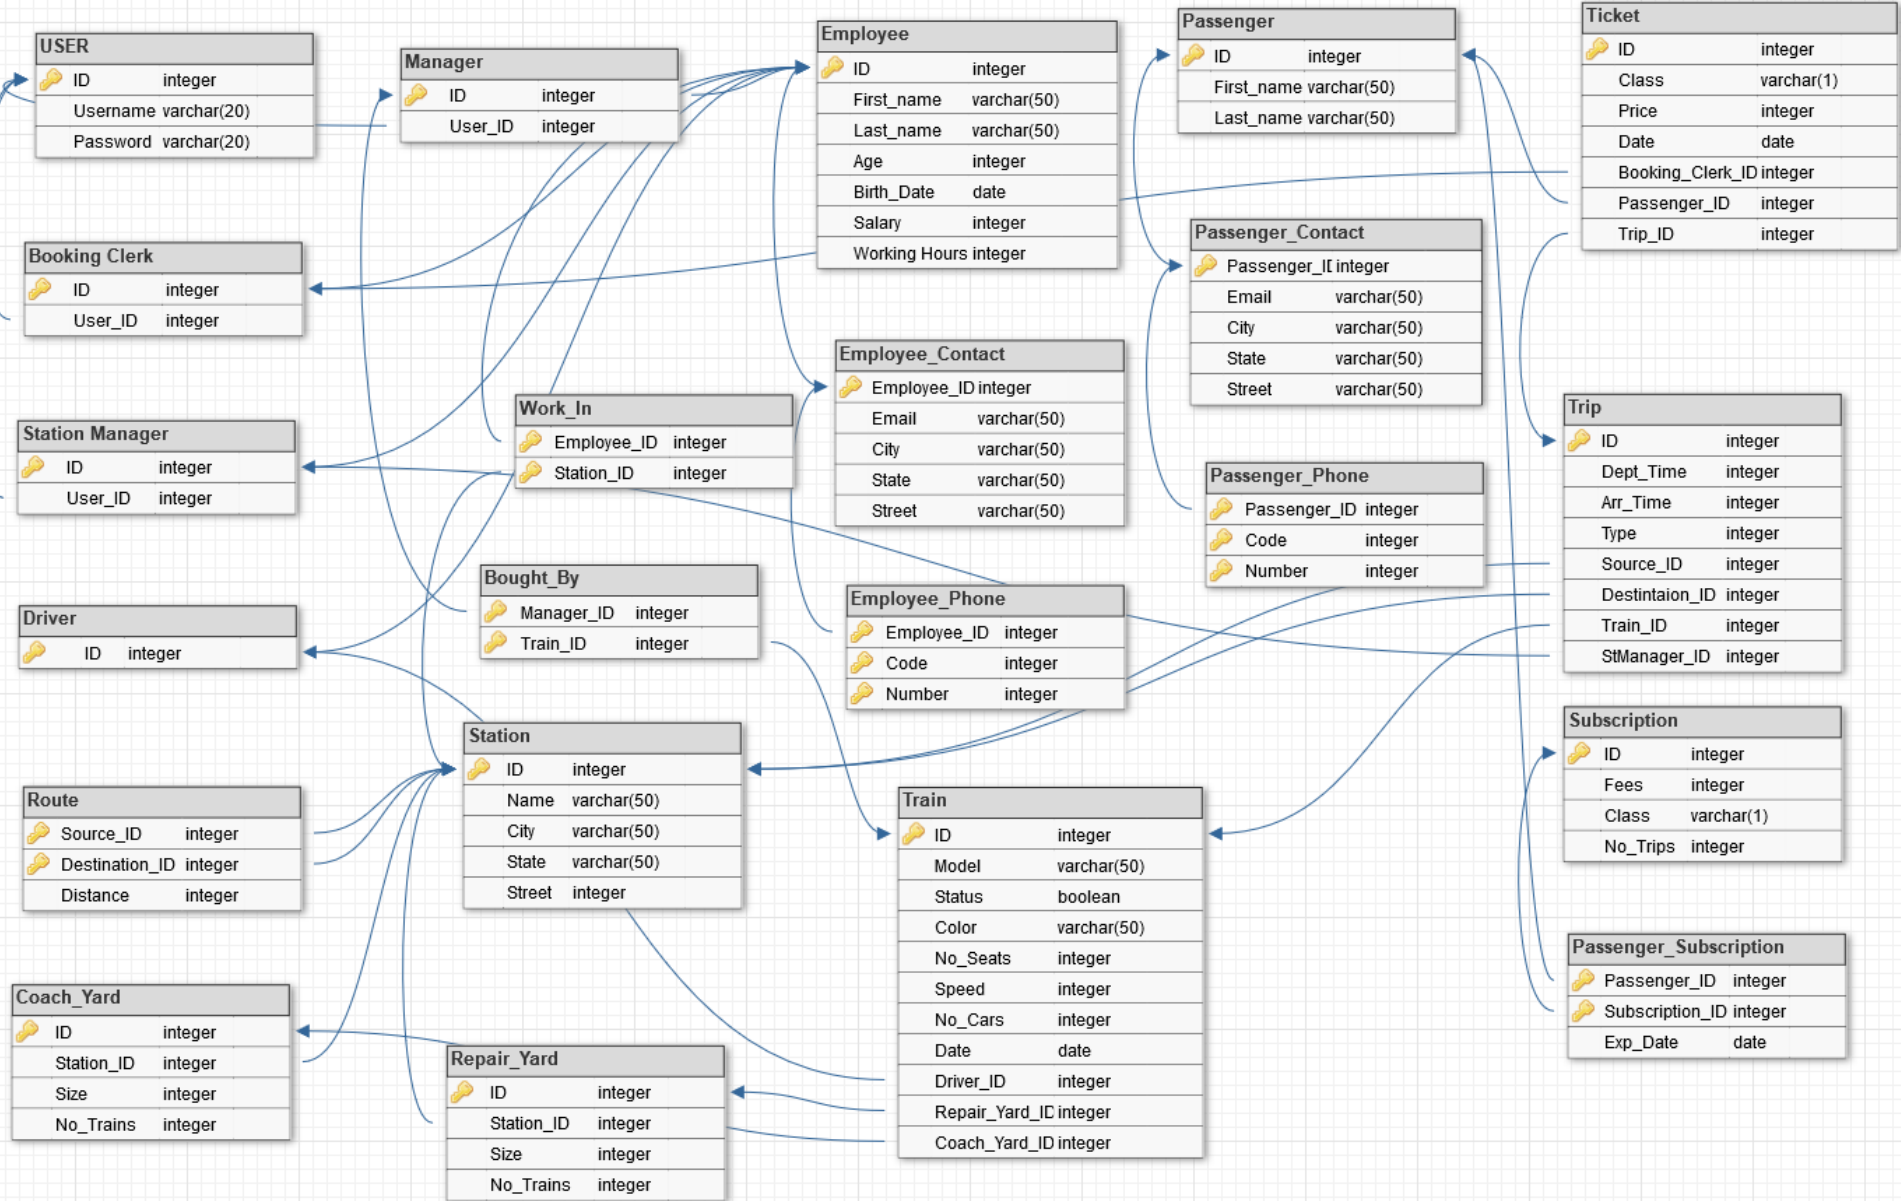 USER
ID integer
Username varchar(20)
Password varchar(20)
Manager
ID integer
User_ID integer
Employee
ID integer
First_name varchar(50)
Last_name varchar(50)
Age integer
Birth_Date date
Salary integer
Working Hours integer
Passenger
ID integer
First_name varchar(50)
Last_name varchar(50)
Ticket
ID integer
Class varchar(1)
Price integer
Date date
Booking_Clerk_ID integer
Passenger_ID integer
Trip_ID integer
Booking Clerk
ID integer
User_ID integer
Passenger_Contact
Passenger_ID integer
Email varchar(50)
City varchar(50)
State varchar(50)
Street varchar(50)
Employee_Contact
Employee_ID integer
Email varchar(50)
City varchar(50)
State varchar(50)
Street varchar(50)
Station Manager
ID integer
User_ID integer
Work_In
Employee_ID integer
Station_ID integer
Trip
ID integer
Dept_Time integer
Arr_Time integer
Type integer
Source_ID integer
Destintaion_ID integer
Train_ID integer
StManager_ID integer
Passenger_Phone
Passenger_ID integer
Code integer
Number integer
Driver
ID integer
Bought_By
Manager_ID integer
Train_ID integer
Employee_Phone
Employee_ID integer
Code integer
Number integer
Station
ID integer
Name varchar(50)
City varchar(50)
State varchar(50)
Street integer
Subscription
ID integer
Fees integer
Class varchar(1)
No_Trips integer
Route
Source_ID integer
Destination_ID integer
Distance integer
Train
ID integer
Model varchar(50)
Status boolean
Color varchar(50)
No_Seats integer
Speed integer
No_Cars integer
Date date
Driver_ID integer
Repair_Yard_ID integer
Coach_Yard_ID integer
Passenger_Subscription
Passenger_ID integer
Subscription_ID integer
Exp_Date date
Coach_Yard
ID integer
Station_ID integer
Size integer
No_Trains integer
Repair_Yard
ID integer
Station_ID integer
Size integer
No_Trains integer